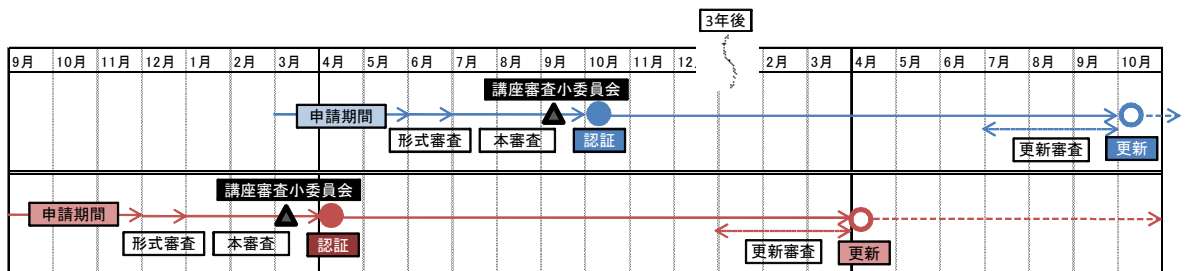 3年後
9月 10月 11月 12月 1月 2月 3月 4月 5月 6月 7月 8月 9月 10月 11月 12月 2月 3月 4月 5月 6月 7月 8月 9月 10月
講座審査小委員会
申請期間
形式審査 本審査 認証 更新審査 更新
講座審査小委員会
申請期間
形式審査 本審査 認証 更新審査 更新